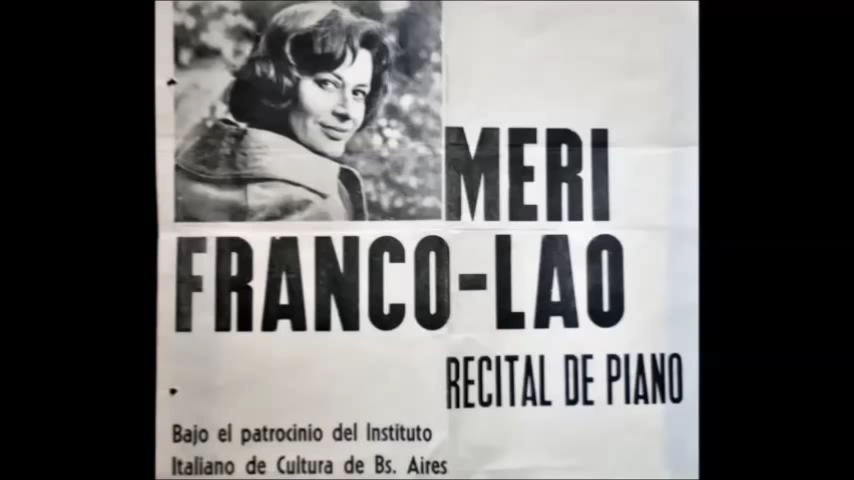 MERI
FRANCO-LAO
RECITAL DE PIANO
Bajo el patrocinio del Instituto
Italiano de Cultura de Bs. Aires